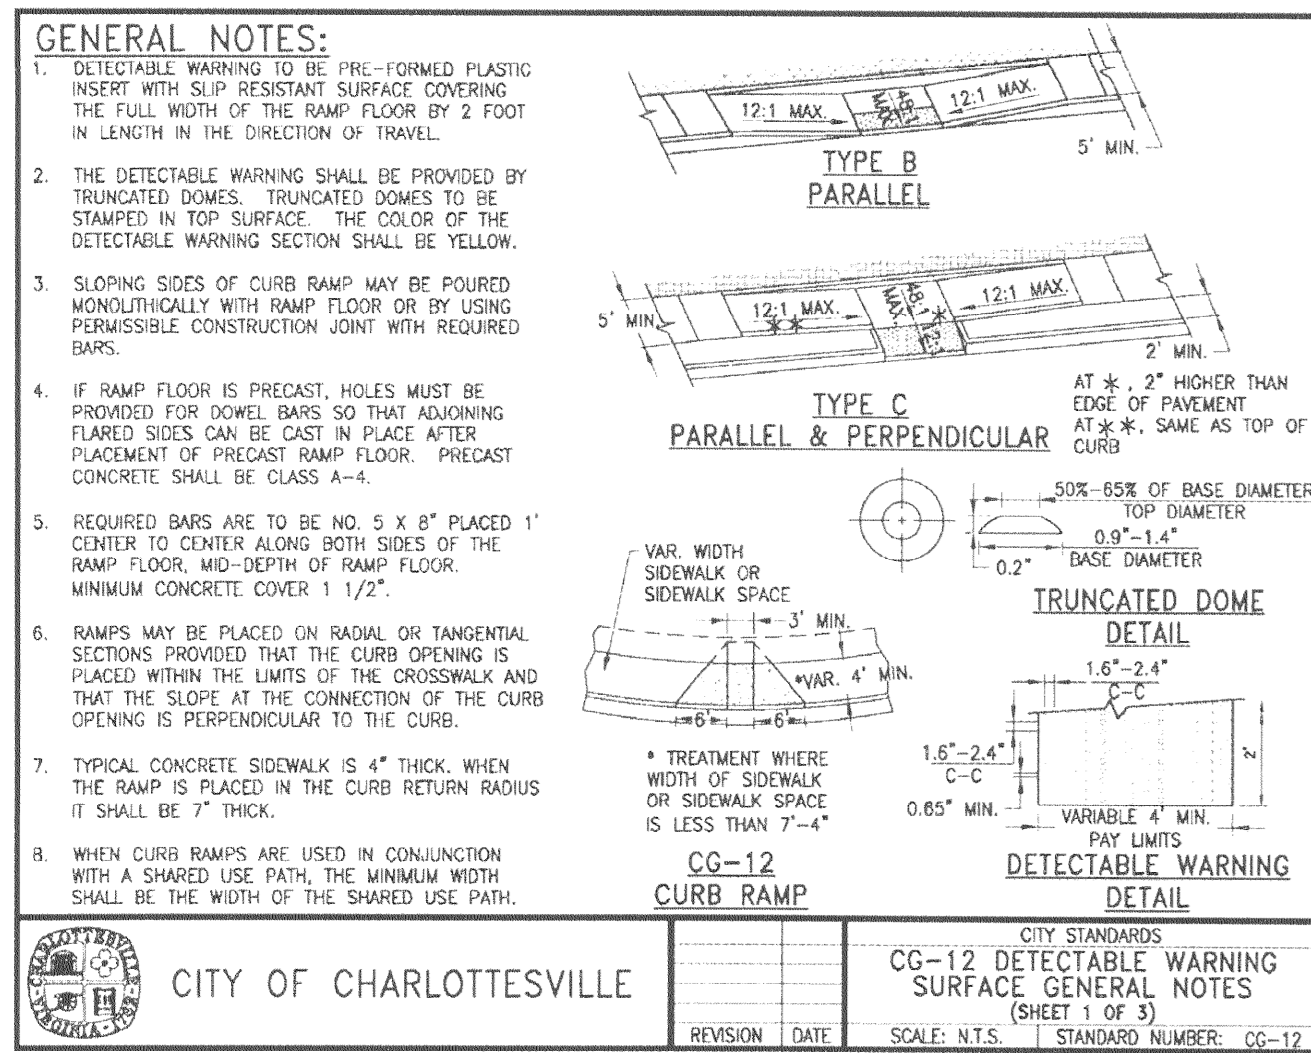 GENERAL NOTES:
1. DETECTABLE WARNING TO BE PRE-FORMED PLASTIC
INSERT WITH SLIP RESISTANT SURFACE COVERING
THE FULL WIDTH OF THE RAMP FLOOR BY 2 FOOT
IN LENGTH IN THE DIRECTION OF TRAVEL.
2. THE DETECTABLE WARNING SHALL BE PROVIDED BY
TRUNCATED DOMES. TRUNCATED DOMES TO BE
STAMPED IN TOP SURFACE. THE COLOR OF THE
DETECTABLE WARNING SECTION SHALL BE YELLOW.
3. SLOPING SIDES OF CURB RAMP MAY BE POURED
MONOLITHICALLY WITH RAMP FLOOR OR BY USING
PERMISSIBLE CONSTRUCTION JOINT WITH REQUIRED
BARS.
4. IF RAMP FLOOR IS PRECAST, HOLES MUST BE
PROVIDED FOR DOWEL BARS SO THAT ADJOINING
FLARED SIDES CAN BE CAST IN PLACE AFTER
PLACEMENT OF PRECAST RAMP FLOOR. PRECAST
CONCRETE SHALL BE CLASS A-4.
5. REQUIRED BARS ARE TO BE NO. 5 X 8" PLACED 1'
CENTER TO CENTER ALONG BOTH SIDES OF THE
RAMP FLOOR, MID-DEPTH OF RAMP FLOOR.
MINIMUM CONCRETE COVER 1 1/2".
6. RAMPS MAY BE PLACED ON RADIAL OR TANGENTIAL
SECTIONS PROVIDED THAT THE CURB OPENING IS
PLACED WITHIN THE LIMITS OF THE CROSSWALK AND
THAT THE SLOPE AT THE CONNECTION OF THE CURB
OPENING IS PERPENDICULAR TO THE CURB.
7. TYPICAL CONCRETE SIDEWALK IS 4" THICK. WHEN
THE RAMP IS PLACED IN THE CURB RETURN RADIUS
IT SHALL BE 7" THICK.
8. WHEN CURB RAMPS ARE USED IN CONJUNCTION
WITH A SHARED USE PATH, THE MINIMUM WIDTH
SHALL BE THE WIDTH OF THE SHARED USE PATH.
12:1 MAX.
48:1
MAX.
12:1 MAX.
5' MIN.
TYPE B
PARALLEL
5' MIN.
12:1 MAX.
**
48:1
MAX.
*
12:1
12:1 MAX.
2' MIN.
TYPE C
PARALLEL & PERPENDICULAR
AT *, 2" HIGHER THAN
EDGE OF PAVEMENT
AT **, SAME AS TOP OF
CURB
50%-65% OF BASE DIAMETER
TOP DIAMETER
0.9"-1.4"
BASE DIAMETER
0.2"
TRUNCATED DOME
DETAIL
VAR. WIDTH
SIDEWALK OR
SIDEWALK SPACE
3' MIN.
*VAR. 4' MIN.
6'
6'
* TREATMENT WHERE
WIDTH OF SIDEWALK
OR SIDEWALK SPACE
IS LESS THAN 7'-4"
CG-12
CURB RAMP
1.6"-2.4"
C-C
1.6"-2.4"
C-C
0.65" MIN.
2'
VARIABLE 4' MIN.
PAY LIMITS
DETECTABLE WARNING
DETAIL
CHARLOTTESVILLE
VIRGINIA-1762
CITY OF CHARLOTTESVILLE
REVISION
DATE
CITY STANDARDS
CG-12 DETECTABLE WARNING
SURFACE GENERAL NOTES
(SHEET 1 OF 3)
SCALE: N.T.S.
STANDARD NUMBER: CG-12